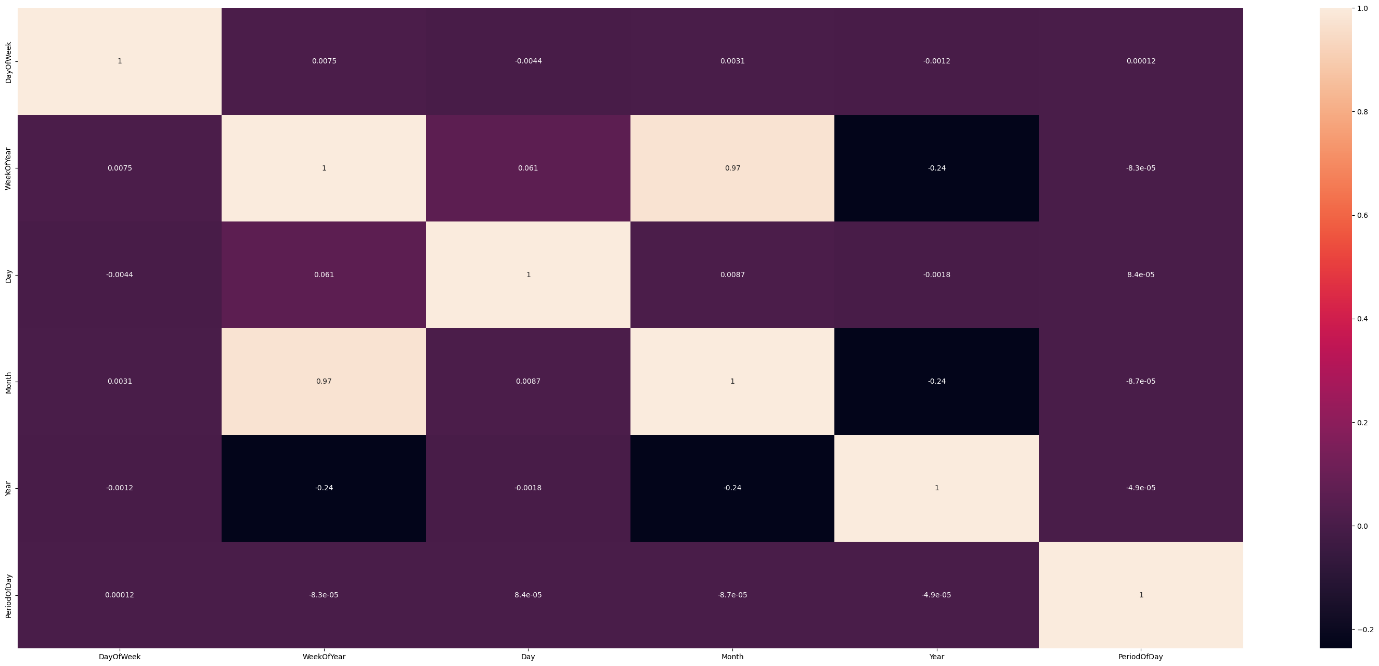 DayOfWeek 1 0.0075 -0.0044 0.0031 -0.0012 0.00012
WeekOfYear 0.0075 1 0.061 0.97 -0.24 -8.3e-05
Day -0.0044 0.061 1 0.0087 -0.0018 8.4e-05
Month 0.0031 0.97 0.0087 1 -0.24 -8.7e-05
Year -0.0012 -0.24 -0.0018 -0.24 1 -4.9e-05
PeriodOfDay 0.00012 -8.3e-05 8.4e-05 -8.7e-05 -4.9e-05 1
DayOfWeek WeekOfYear Day Month Year PeriodOfDay
1.0
0.8
0.6
0.4
0.2
0.0
−0.2